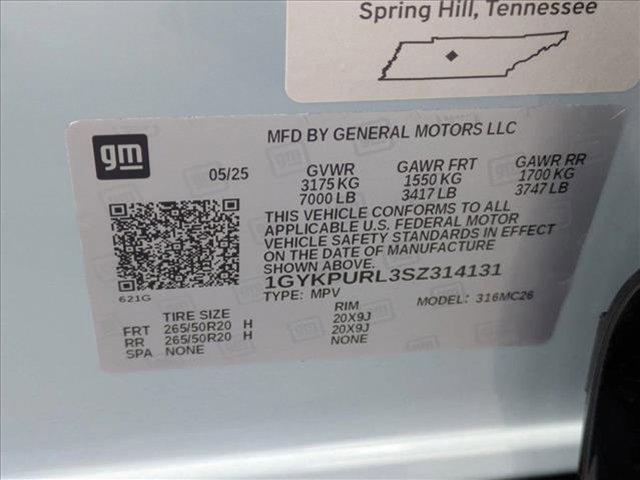 Spring Hill, Tennessee
gm
MFD BY GENERAL MOTORS LLC
05/25 GVWR GAWR FRT GAWR RR
3175 KG 1550 KG 1700 KG
7000 LB 3417 LB 3747 LB
THIS VEHICLE CONFORMS TO ALL
APPLICABLE U.S. FEDERAL MOTOR
VEHICLE SAFETY STANDARDS IN EFFECT
ON THE DATE OF MANUFACTURE
SHOWN ABOVE.
1GYKPURL3SZ314131
621G
TYPE: MPV MODEL: 316MC26
TIRE SIZE RIM
FRT 265/50R20 H 20X9J
RR 265/50R20 H 20X9J
SPA NONE NONE